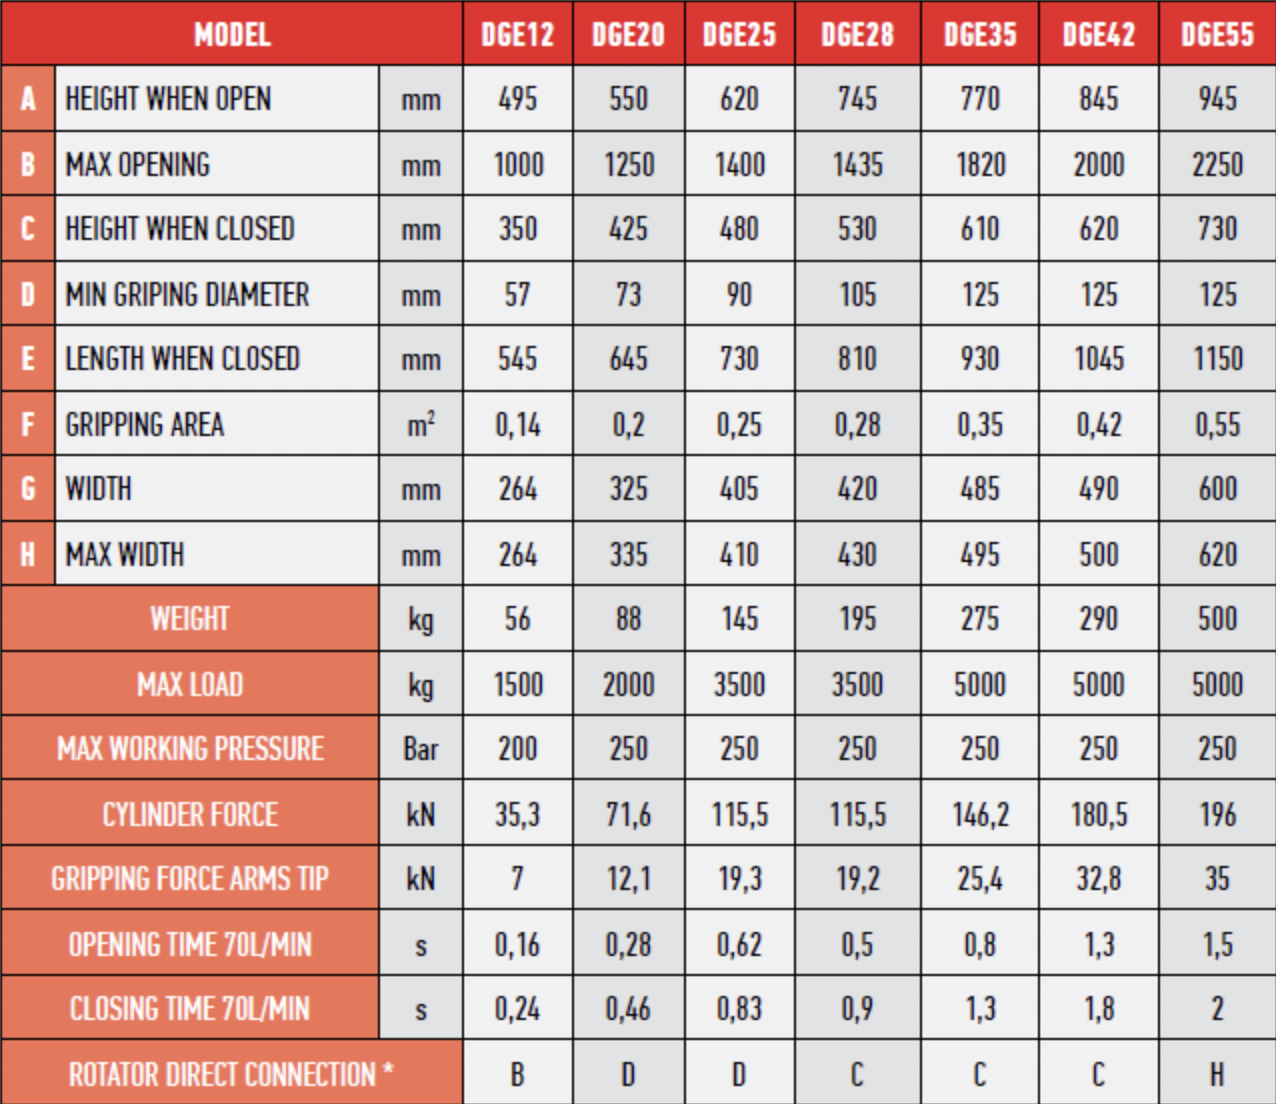 MODEL DGE12 DGE20 DGE25 DGE28 DGE35 DGE42 DGE55
A HEIGHT WHEN OPEN mm 495 550 620 745 770 845 945
B MAX OPENING mm 1000 1250 1400 1435 1820 2000 2250
C HEIGHT WHEN CLOSED mm 350 425 480 530 610 620 730
D MIN GRIPING DIAMETER mm 57 73 90 105 125 125 125
E LENGTH WHEN CLOSED mm 545 645 730 810 930 1045 1150
F GRIPPING AREA m² 0,14 0,2 0,25 0,28 0,35 0,42 0,55
G WIDTH mm 264 325 405 420 485 490 600
H MAX WIDTH mm 264 335 410 430 495 500 620
WEIGHT kg 56 88 145 195 275 290 500
MAX LOAD kg 1500 2000 3500 3500 5000 5000 5000
MAX WORKING PRESSURE Bar 200 250 250 250 250 250 250
CYLINDER FORCE kN 35,3 71,6 115,5 115,5 146,2 180,5 196
GRIPPING FORCE ARMS TIP kN 7 12,1 19,3 19,2 25,4 32,8 35
OPENING TIME 70L/MIN s 0,16 0,28 0,62 0,5 0,8 1,3 1,5
CLOSING TIME 70L/MIN s 0,24 0,46 0,83 0,9 1,3 1,8 2
ROTATOR DIRECT CONNECTION * B D D C C C H